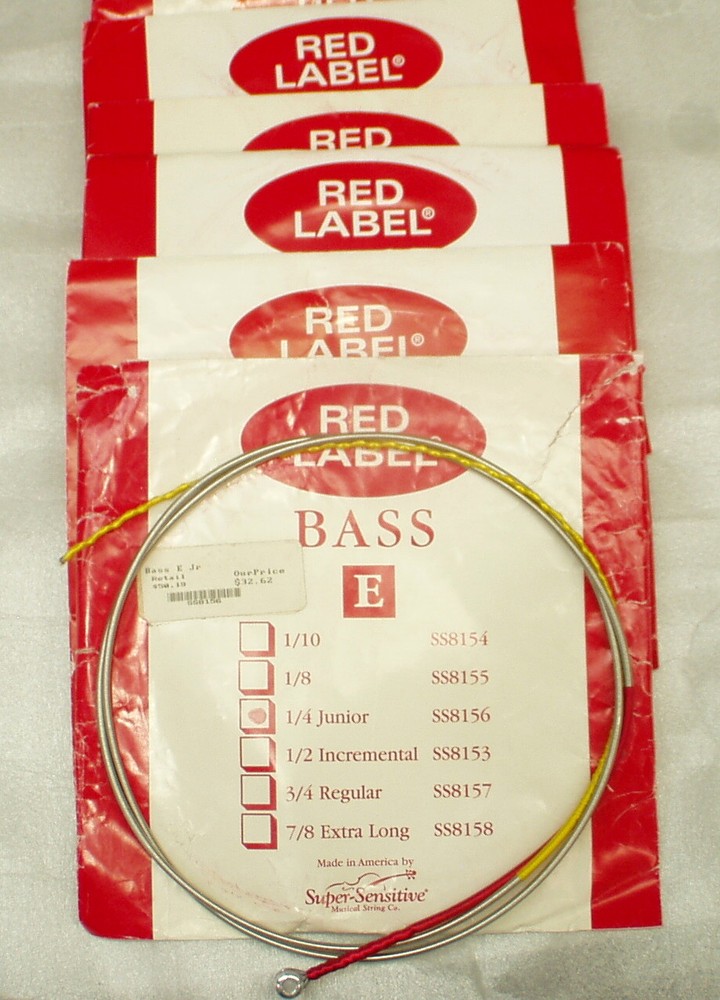 RED
LABEL®
RED
RED
LABEL®
RED
LABEL®
RED
LABEL
BASS
E
Bass E Jr
Retail OurPrice
$50.19 $32.62
SS8156
1/10 SS8154
1/8 SS8155
1/4 Junior SS8156
1/2 Incremental SS8153
3/4 Regular SS8157
7/8 Extra Long SS8158
Made in America by
Super-Sensitive®
Musical String Co.